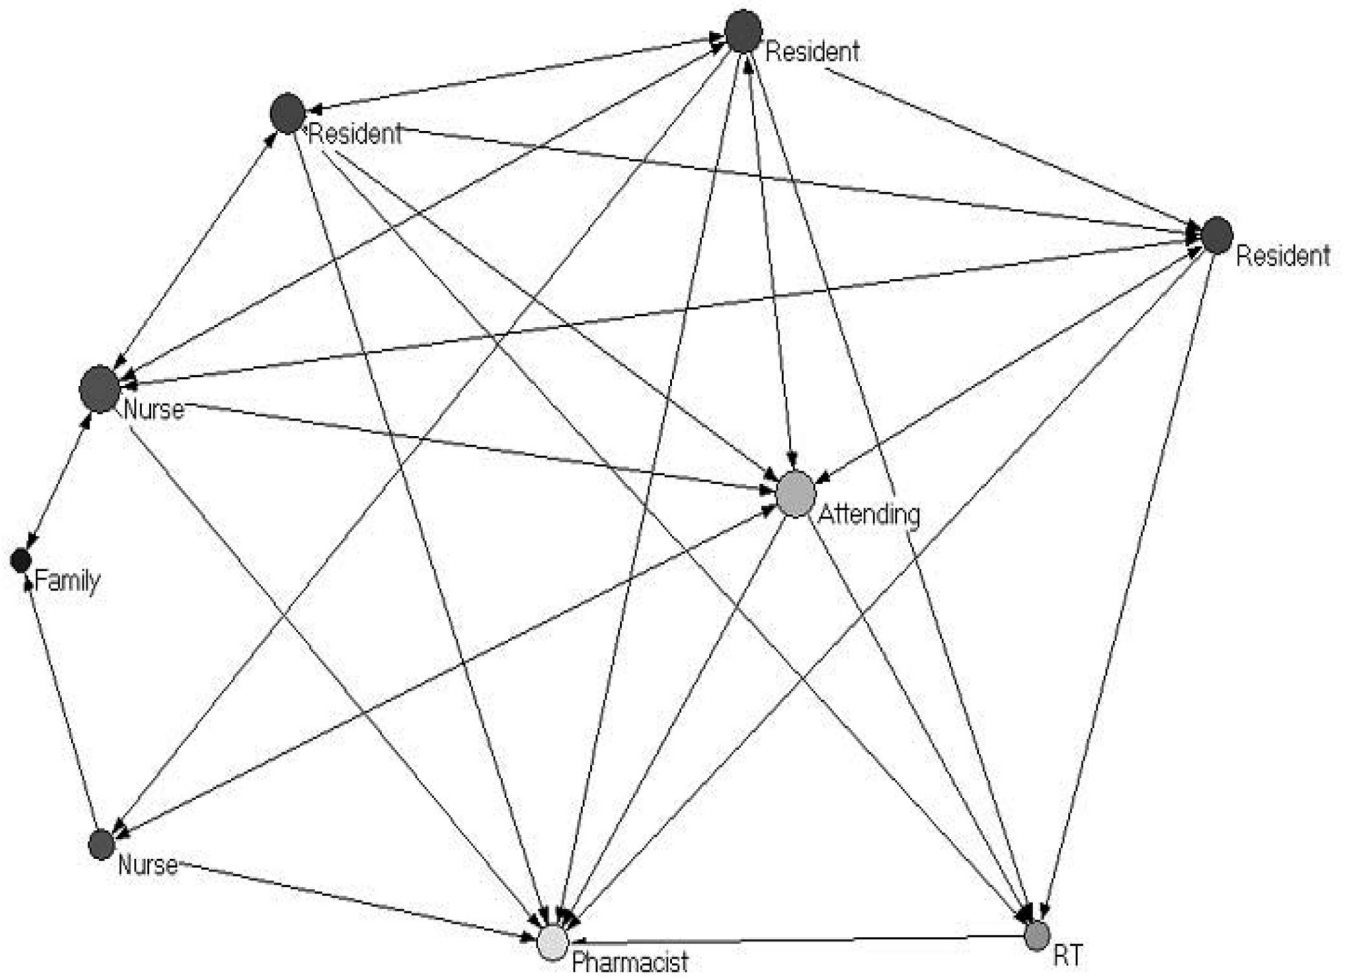 Resident
Resident
Resident
Nurse
Attending
Family
Nurse
Pharmacist
RT